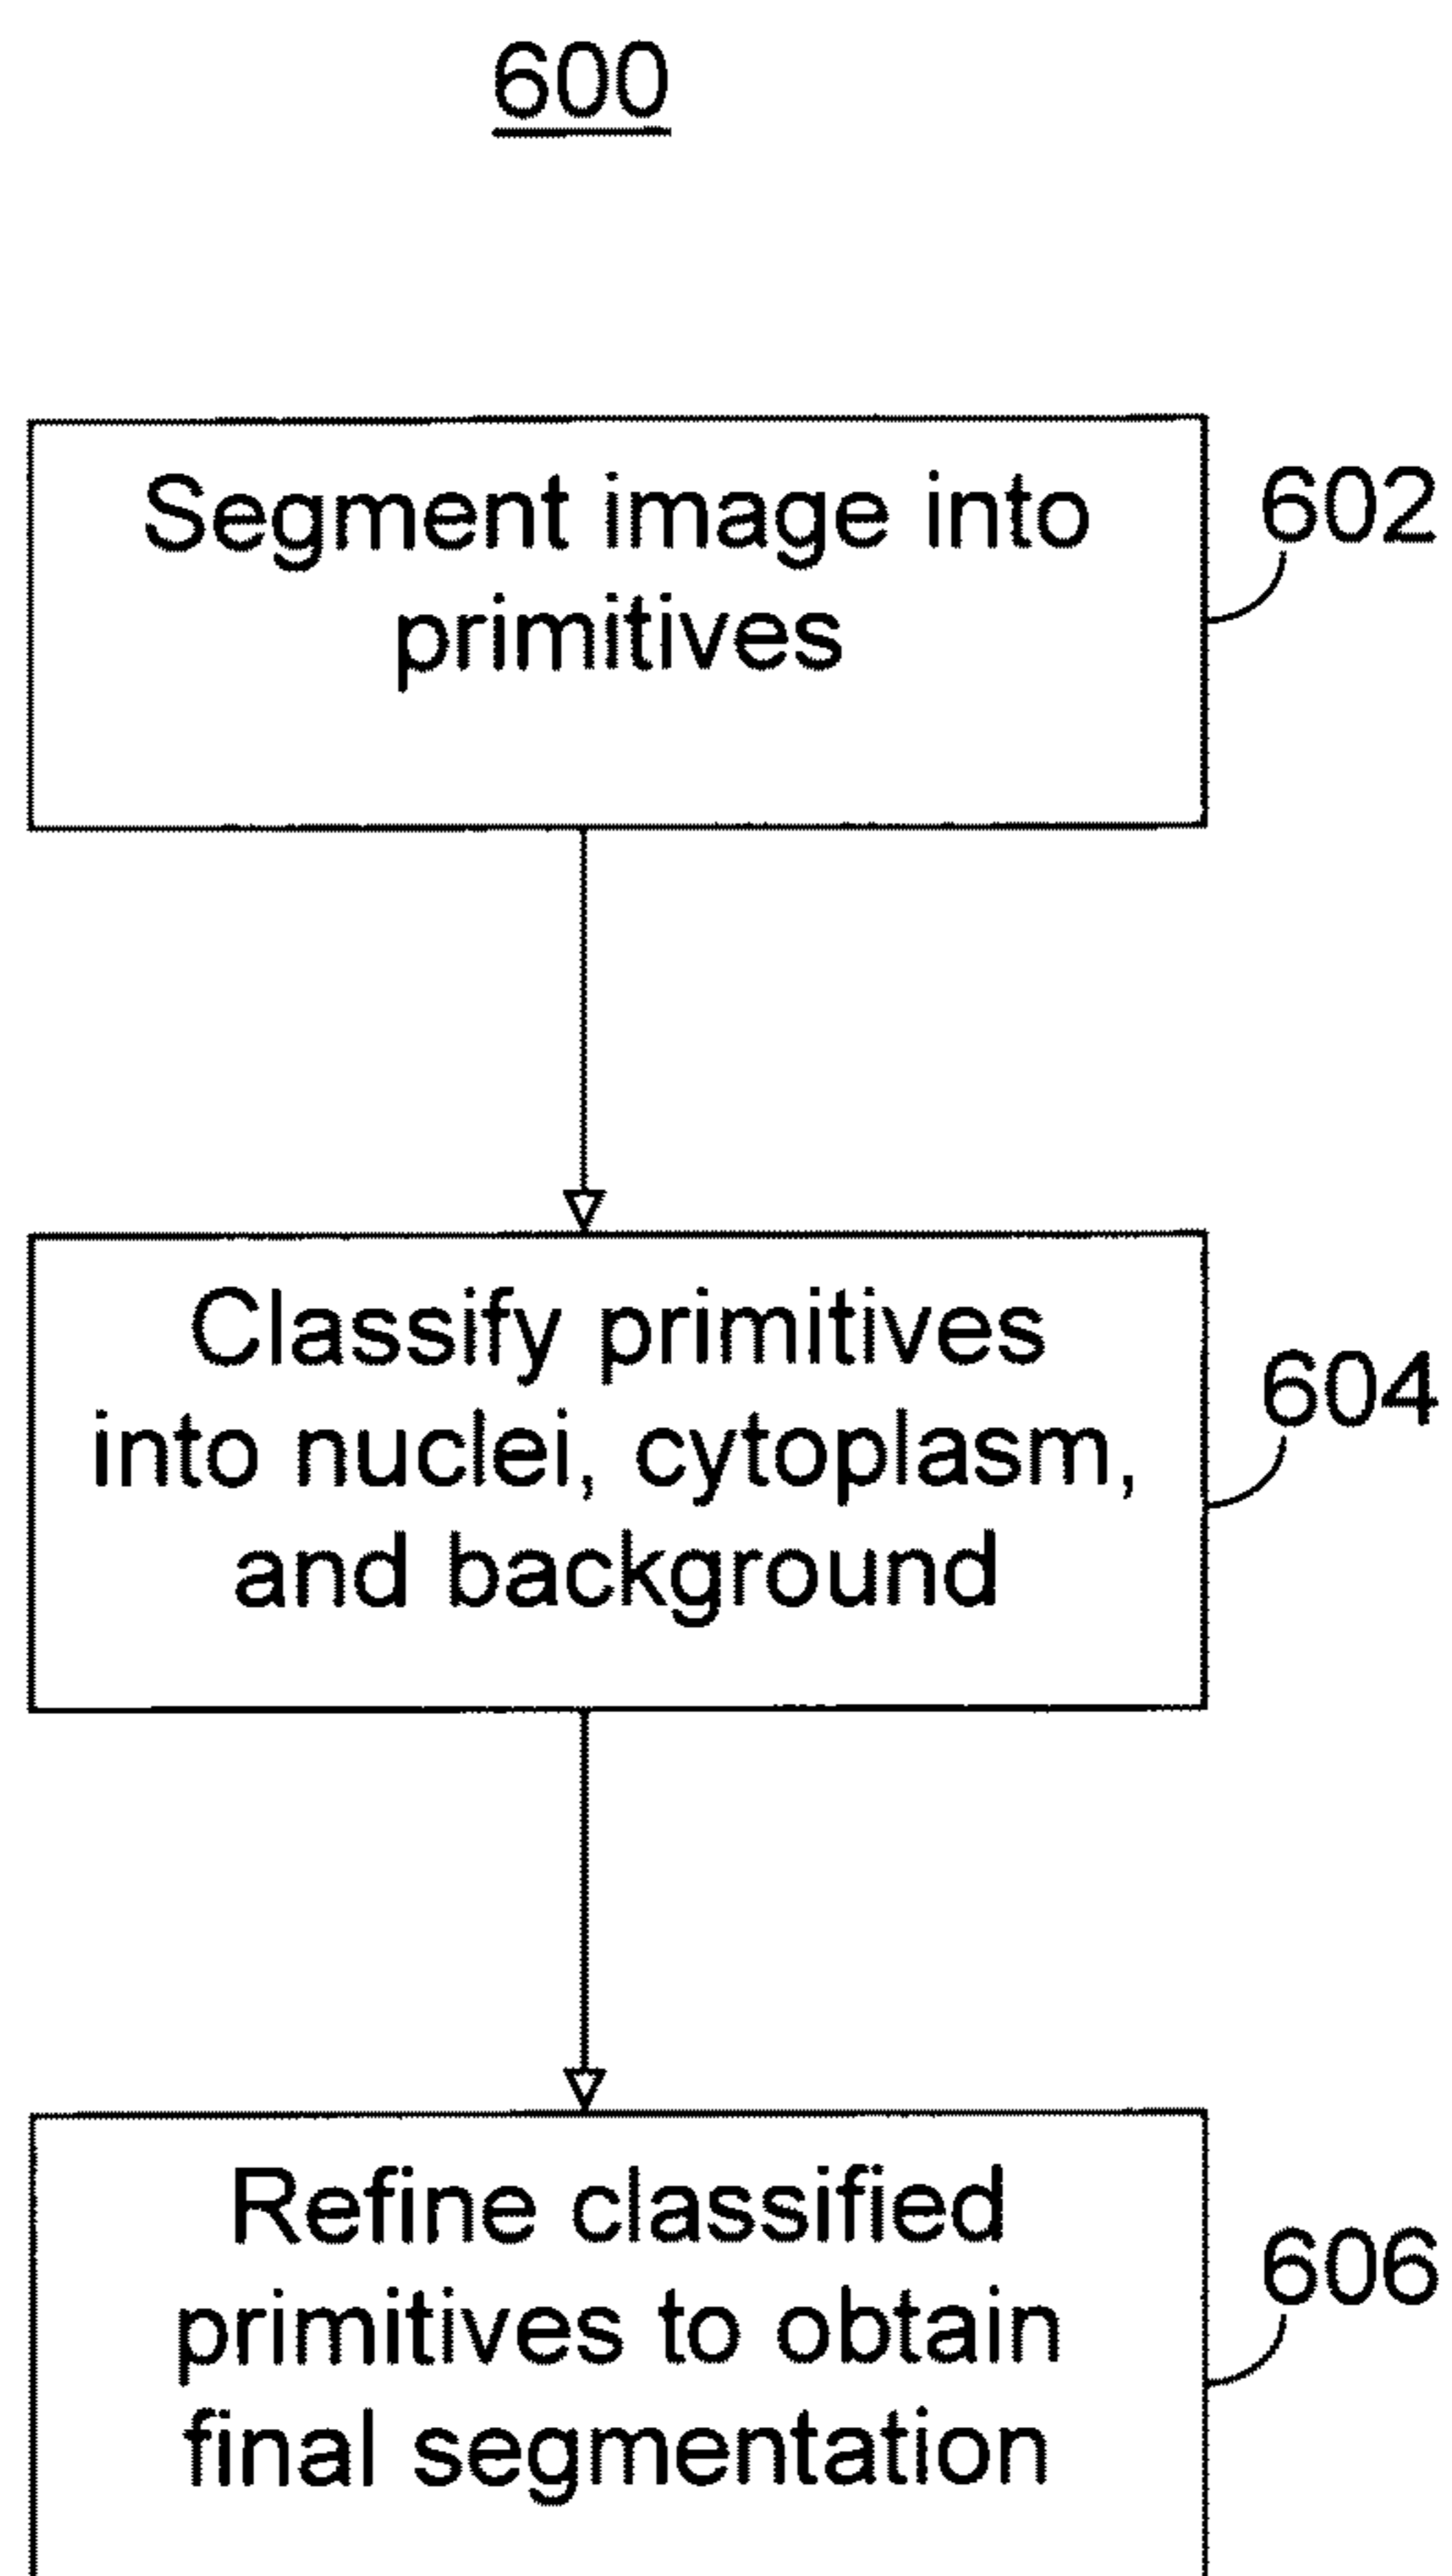 600
Segment image into
primitives
602
Classify primitives
into nuclei, cytoplasm,
and background
604
Refine classified
primitives to obtain
final segmentation
606